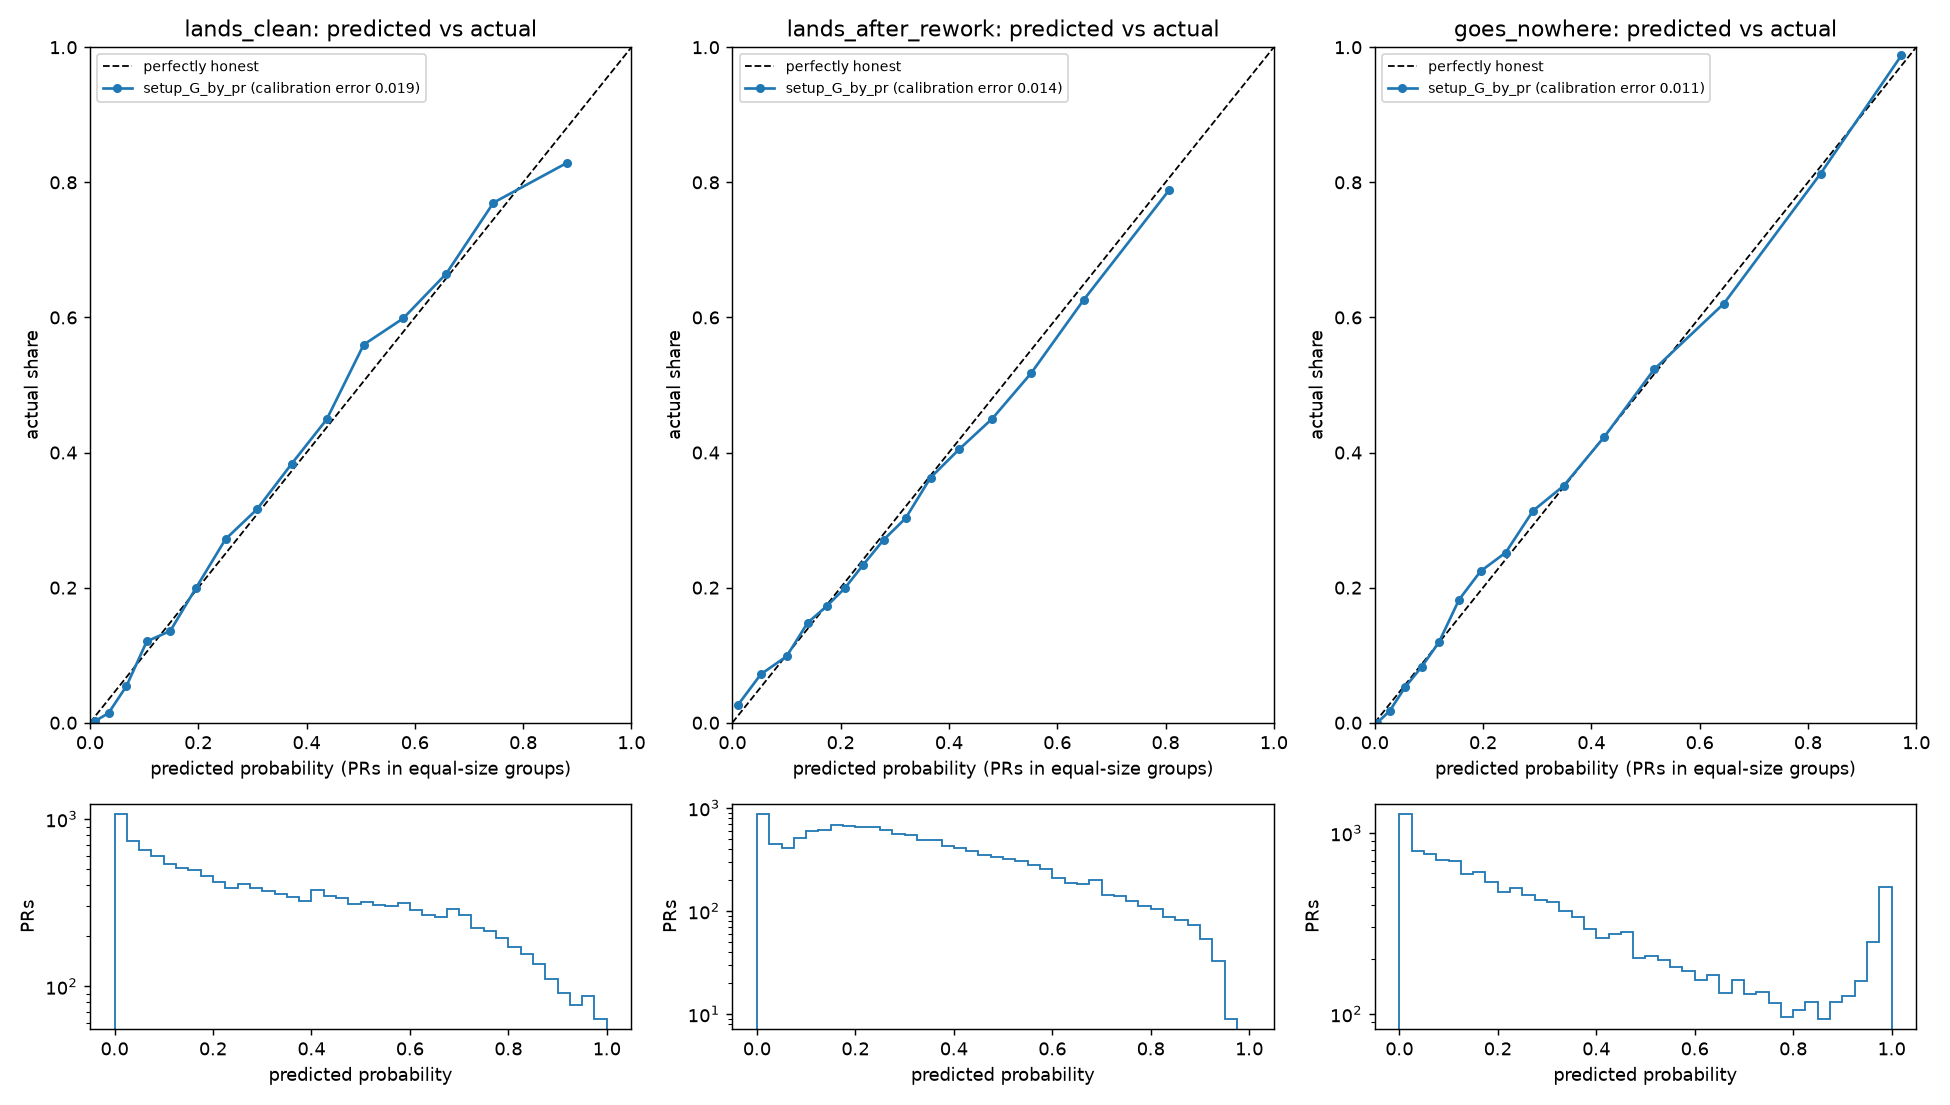 lands_clean: predicted vs actual
perfectly honest
setup_G_by_pr (calibration error 0.019)
actual share
1.0
0.8
0.6
0.4
0.2
0.0
0.0 0.2 0.4 0.6 0.8 1.0
predicted probability (PRs in equal-size groups)
lands_after_rework: predicted vs actual
perfectly honest
setup_G_by_pr (calibration error 0.014)
actual share
1.0
0.8
0.6
0.4
0.2
0.0
0.0 0.2 0.4 0.6 0.8 1.0
predicted probability (PRs in equal-size groups)
goes_nowhere: predicted vs actual
perfectly honest
setup_G_by_pr (calibration error 0.011)
actual share
1.0
0.8
0.6
0.4
0.2
0.0
0.0 0.2 0.4 0.6 0.8 1.0
predicted probability (PRs in equal-size groups)
PRs
10³
10²
0.0 0.2 0.4 0.6 0.8 1.0
predicted probability
PRs
10³
10²
10¹
0.0 0.2 0.4 0.6 0.8 1.0
predicted probability
PRs
10³
10²
0.0 0.2 0.4 0.6 0.8 1.0
predicted probability